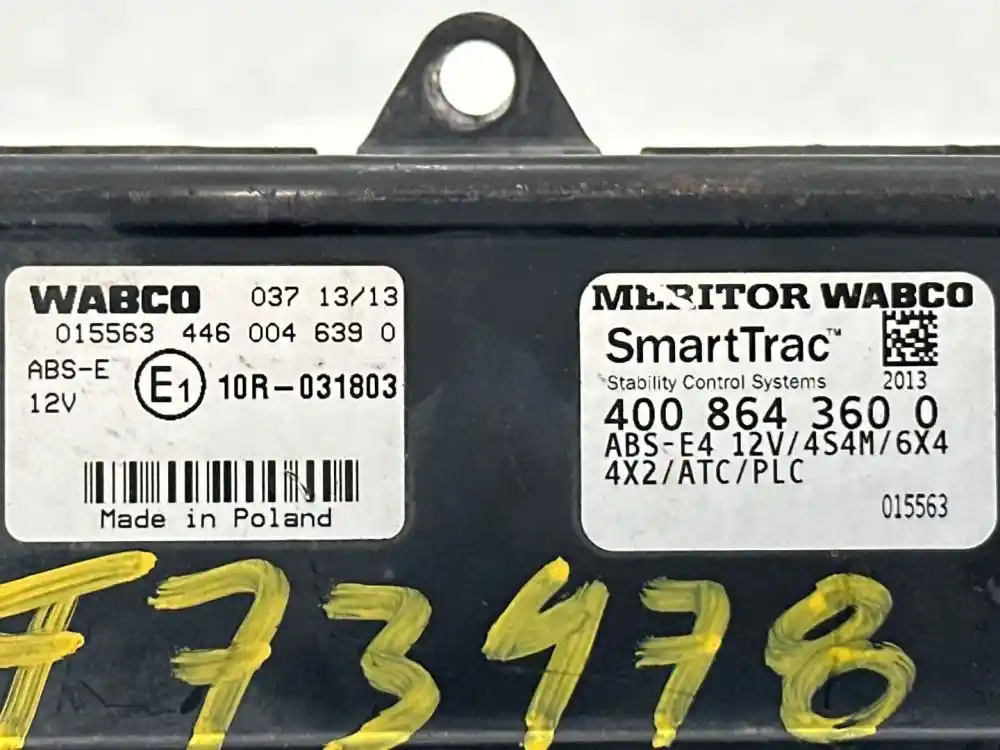 WABCO 037 13/13
015563 446 004 639 0
ABS-E
12V
E1 10R-031803
Made in Poland
MERITOR WABCO
SmartTrac™
Stability Control Systems 2013
400 864 360 0
ABS-E4 12V/4S4M/6X4
4X2/ATC/PLC
015563
F73478